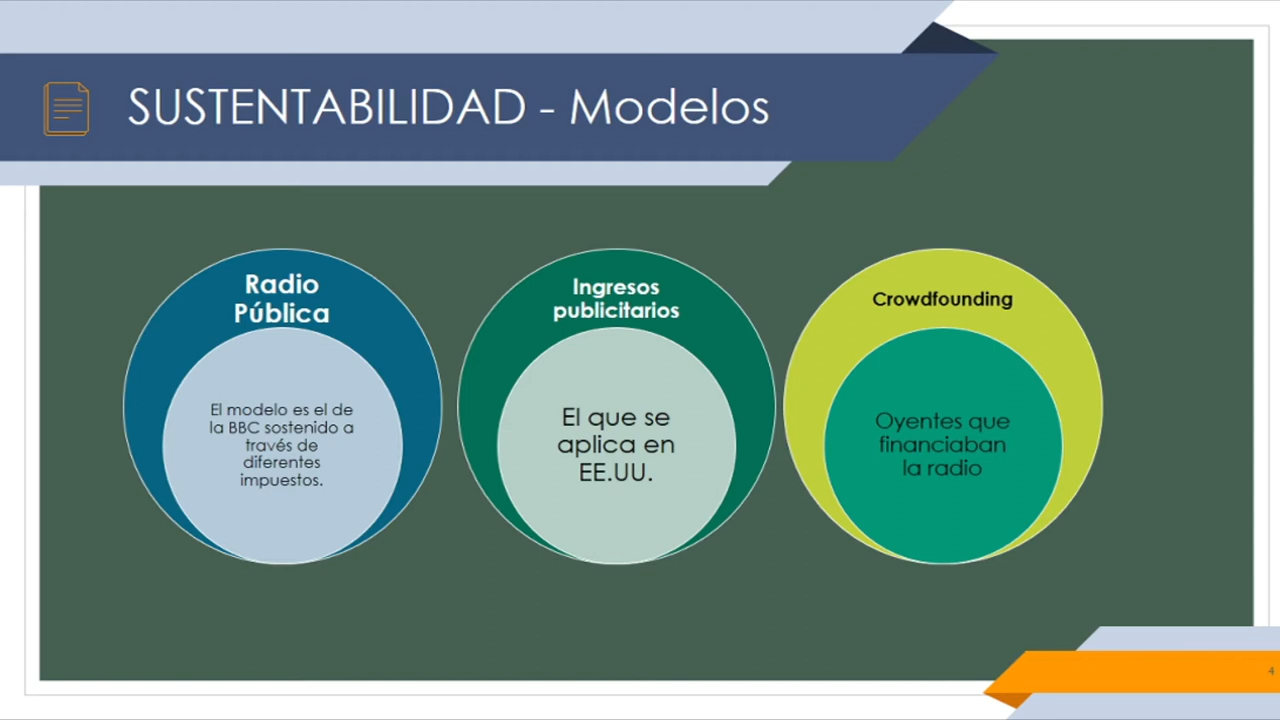 SUSTENTABILIDAD - Modelos
Radio
Pública
El modelo es el de
la BBC sostenido a
través de
diferentes
impuestos.
Ingresos
publicitarios
El que se
aplica en
EE.UU.
Crowdfounding
Oyentes que
financiaban
la radio
4